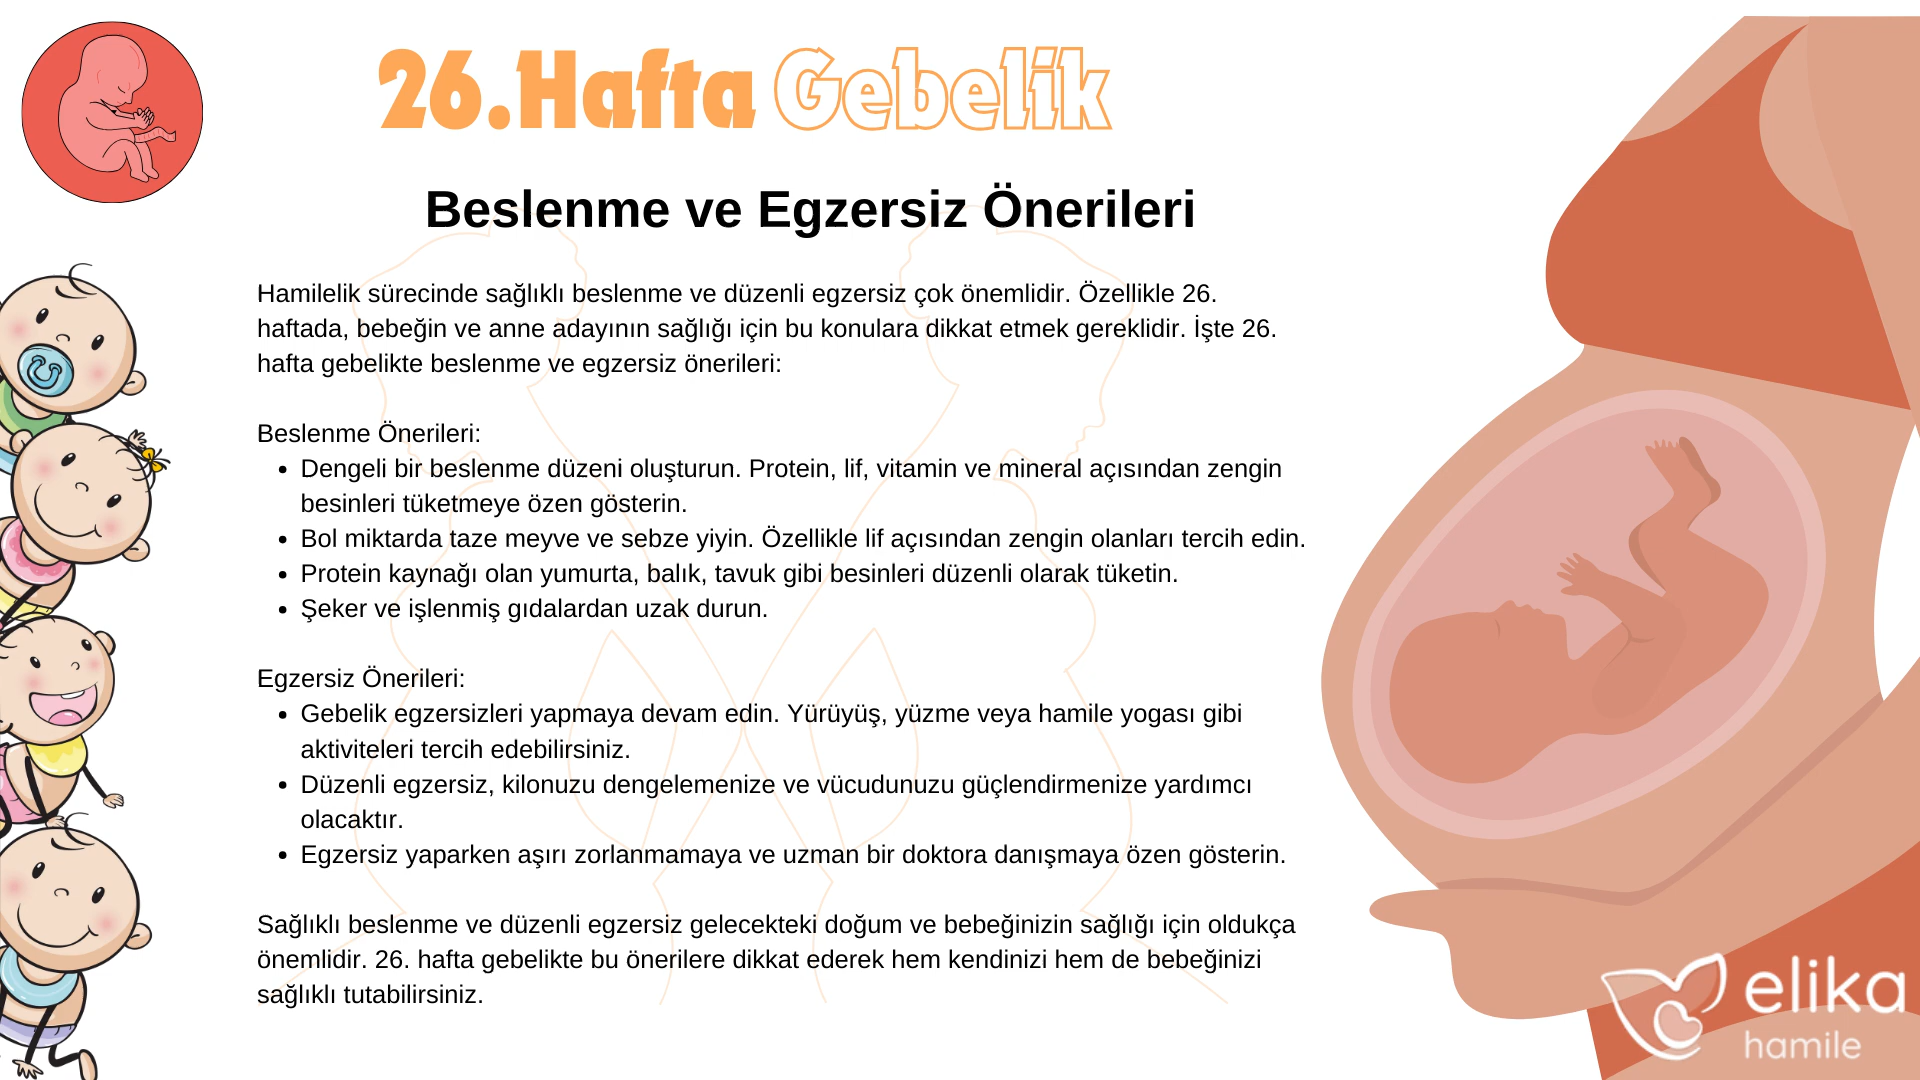 26.Hafta Gebelik
Beslenme ve Egzersiz Önerileri
Hamilelik sürecinde sağlıklı beslenme ve düzenli egzersiz çok önemlidir. Özellikle 26.
haftada, bebeğin ve anne adayının sağlığı için bu konulara dikkat etmek gereklidir. İşte 26.
hafta gebelikte beslenme ve egzersiz önerileri:
Beslenme Önerileri:
• Dengeli bir beslenme düzeni oluşturun. Protein, lif, vitamin ve mineral açısından zengin
besinleri tüketmeye özen gösterin.
• Bol miktarda taze meyve ve sebze yiyin. Özellikle lif açısından zengin olanları tercih edin.
• Protein kaynağı olan yumurta, balık, tavuk gibi besinleri düzenli olarak tüketin.
• Şeker ve işlenmiş gıdalardan uzak durun.
Egzersiz Önerileri:
• Gebelik egzersizleri yapmaya devam edin. Yürüyüş, yüzme veya hamile yogası gibi
aktiviteleri tercih edebilirsiniz.
• Düzenli egzersiz, kilonuzu dengelemenize ve vücudunuzu güçlendirmenize yardımcı
olacaktır.
• Egzersiz yaparken aşırı zorlanmamaya ve uzman bir doktora danışmaya özen gösterin.
Sağlıklı beslenme ve düzenli egzersiz gelecekteki doğum ve bebeğinizin sağlığı için oldukça
önemlidir. 26. hafta gebelikte bu önerilere dikkat ederek hem kendinizi hem de bebeğinizi
sağlıklı tutabilirsiniz.
elika
hamile